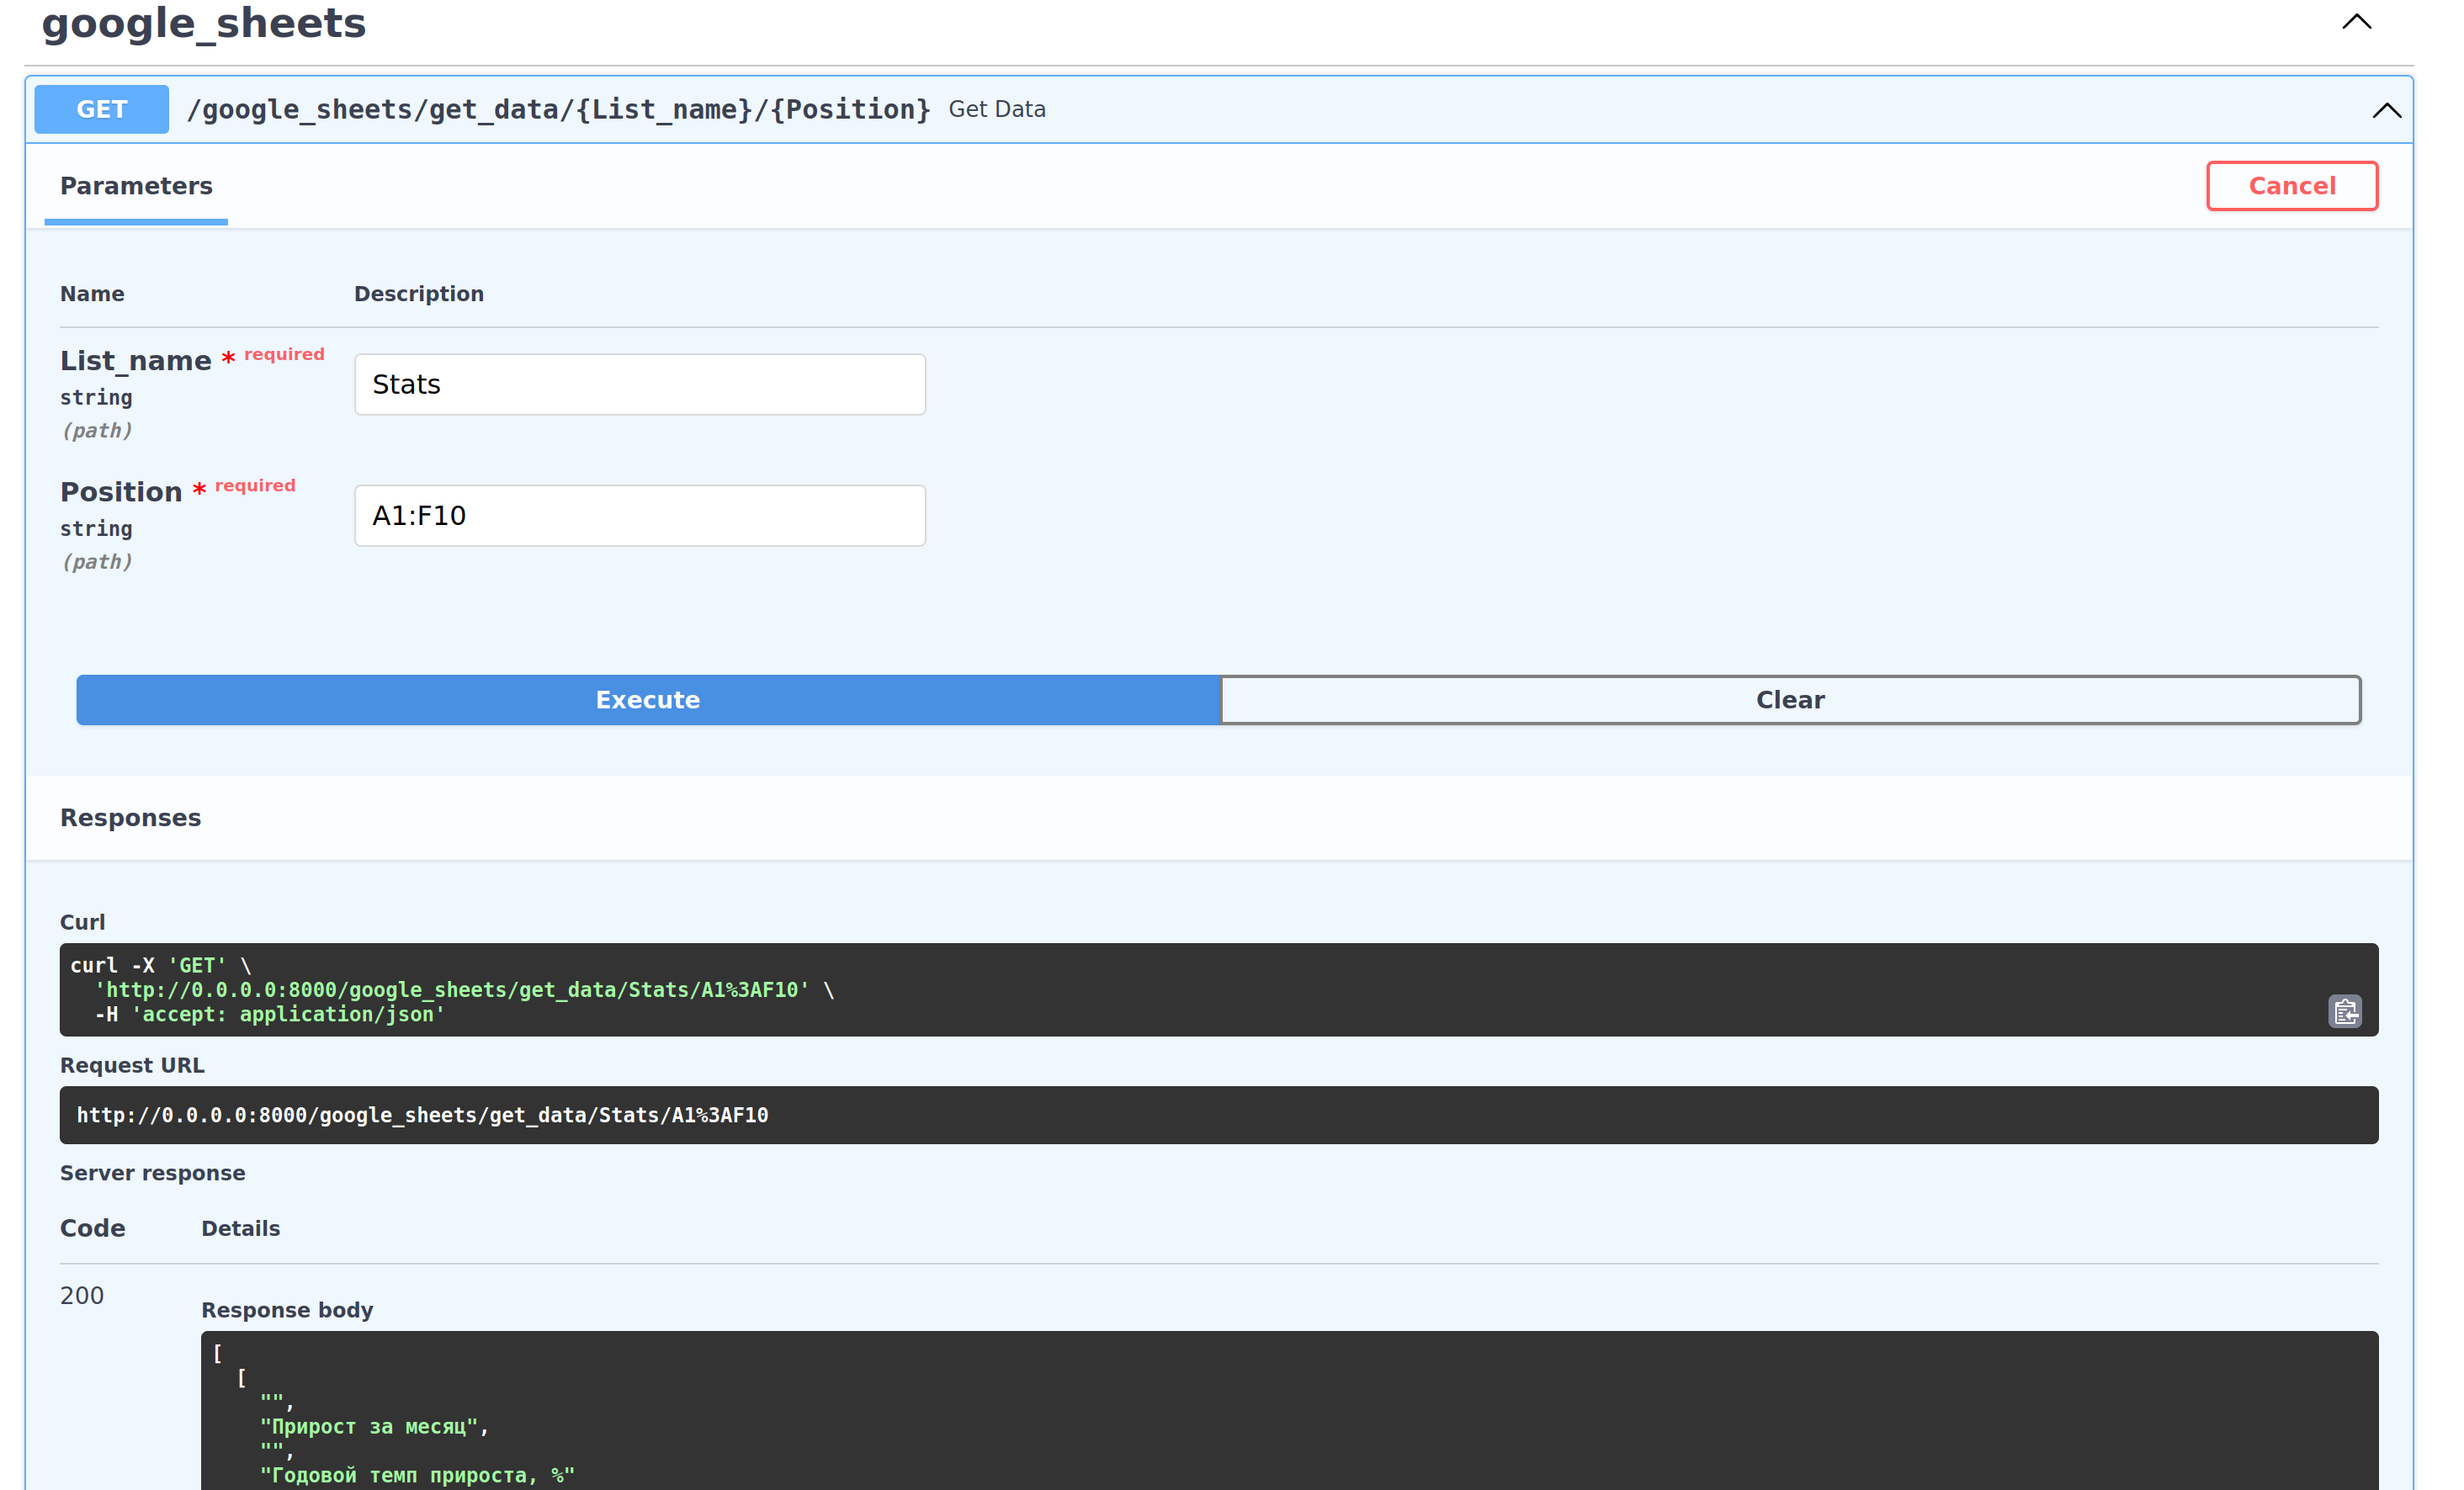 google_sheets
GET /google_sheets/get_data/{List_name}/{Position} Get Data
Parameters
Cancel
Name Description
List_name * required
string
(path)
Stats
Position * required
string
(path)
A1:F10
Execute Clear
Responses
Curl
curl -X 'GET' \
'http://0.0.0.0:8000/google_sheets/get_data/Stats/A1%3AF10' \
-H 'accept: application/json'
Request URL
http://0.0.0.0:8000/google_sheets/get_data/Stats/A1%3AF10
Server response
Code Details
200
Response body
[
[
"",
"Прирост за месяц",
"",
"Годовой темп прироста, %"